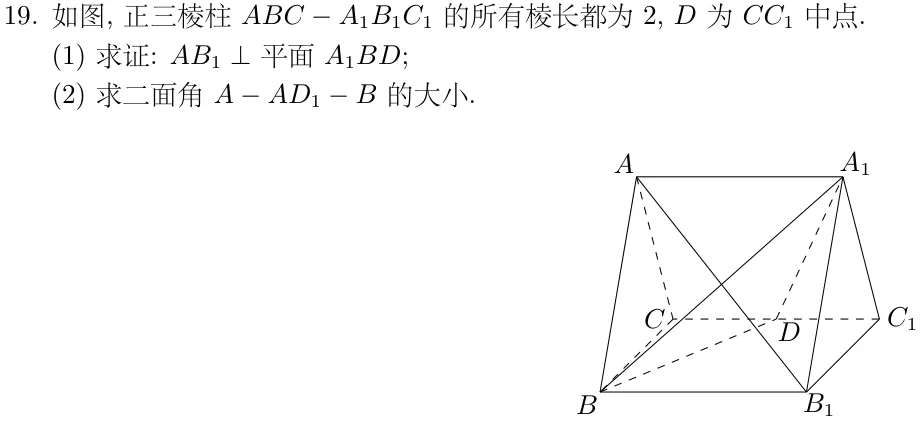 19. 如图, 正三棱柱 ABC − A₁B₁C₁ 的所有棱长都为 2, D 为 CC₁ 中点.
(1) 求证: AB₁ ⊥ 平面 A₁BD;
(2) 求二面角 A − AD₁ − B 的大小.
A
A₁
C
D
C₁
B
B₁